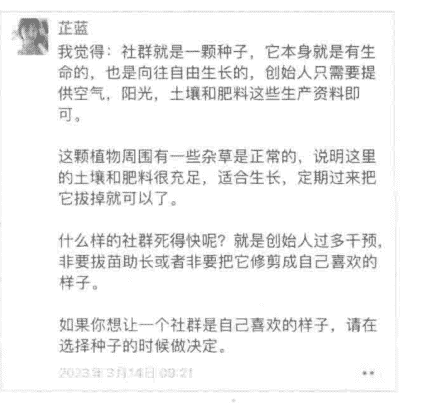 芷蓝
我觉得：社群就是一颗种子，它本身就是有生
命的，也是向往自由生长的，创始人只需要提
供空气，阳光，土壤和肥料这些生产资料即
可。
这颗植物周围有一些杂草是正常的，说明这里
的土壤和肥料很充足，适合生长，定期过来把
它拔掉就可以了。
什么样的社群死得快呢？就是创始人过多干预，
非要拔苗助长或者非要把它修剪成自己喜欢的
样子。
如果你想让一个社群是自己喜欢的样子，请在
选择种子的时候做决定。
2023年3月14日 09:21